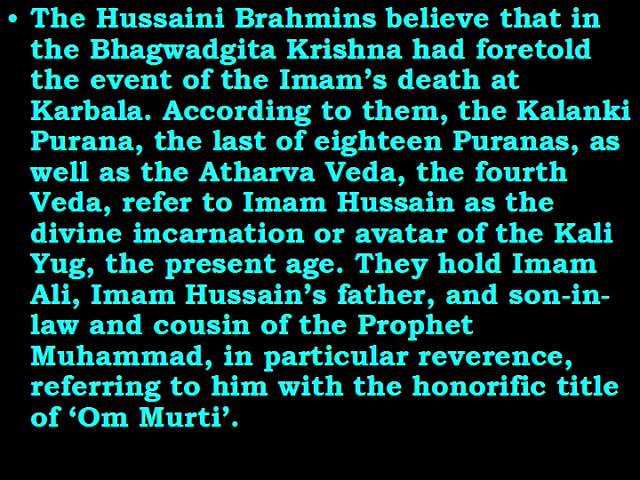 • The Hussaini Brahmins believe that in
the Bhagwadgita Krishna had foretold
the event of the Imam’s death at
Karbala. According to them, the Kalanki
Purana, the last of eighteen Puranas, as
well as the Atharva Veda, the fourth
Veda, refer to Imam Hussain as the
divine incarnation or avatar of the Kali
Yug, the present age. They hold Imam
Ali, Imam Hussain’s father, and son-in-
law and cousin of the Prophet
Muhammad, in particular reverence,
referring to him with the honorific title
of ‘Om Murti’.